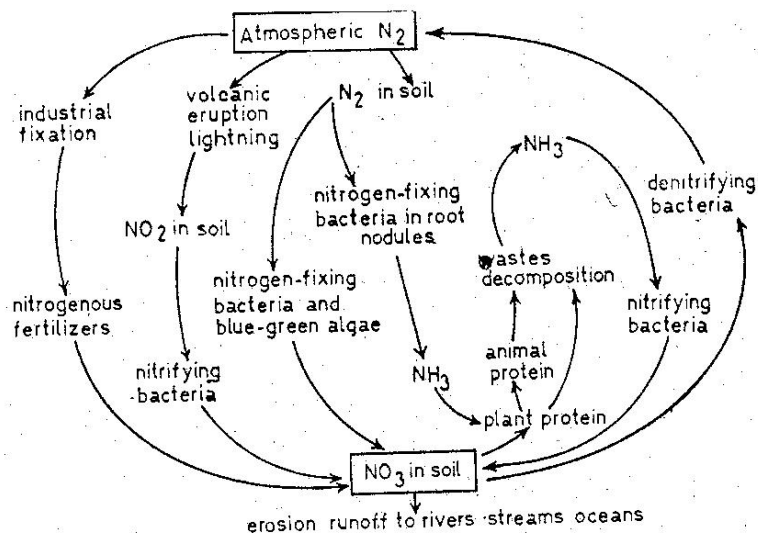 Atmospheric N2
industrial
fixation
volcanic
eruption
lightning
N2 in soil
NH3
nitrogen-fixing
bacteria in root
nodules
denitrifying
bacteria
NO2 in soil
wastes
decomposition
nitrogenous
fertilizers
nitrogen-fixing
bacteria and
blue-green algae
nitrifying
bacteria
animal
protein
nitrifying
bacteria
NH3
plant protein
NO3 in soil
erosion runoff to rivers streams oceans